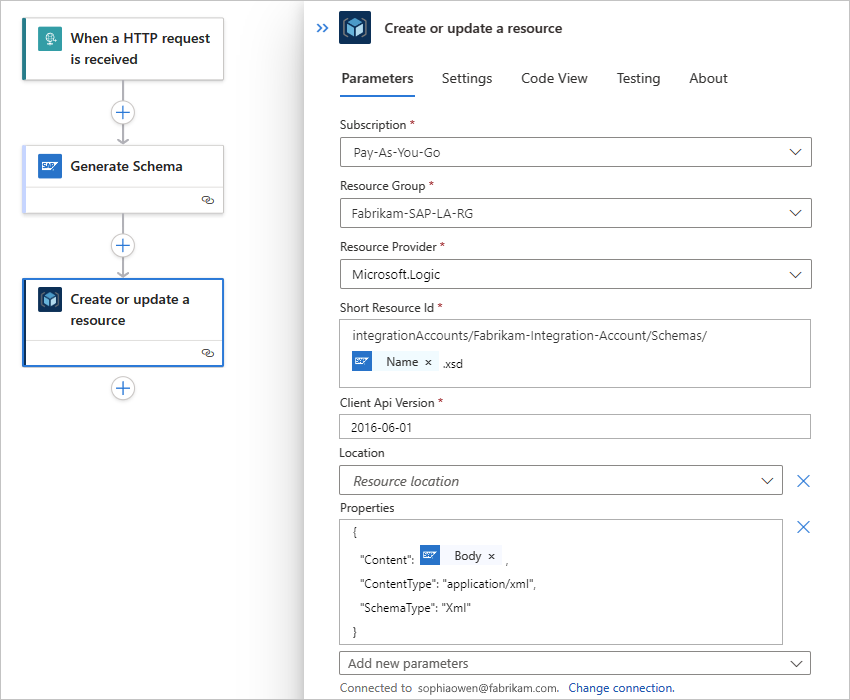 When a HTTP request
is received
SAP
Generate Schema
Create or update a
resource
Create or update a resource
Parameters Settings Code View Testing About
Subscription *
Pay-As-You-Go
Resource Group *
Fabrikam-SAP-LA-RG
Resource Provider *
Microsoft.Logic
Short Resource Id *
integrationAccounts/Fabrikam-Integration-Account/Schemas/
SAP Name × .xsd
Client Api Version *
2016-06-01
Location
Resource location
Properties
{
"Content": SAP Body × ,
"ContentType": "application/xml",
"SchemaType": "Xml"
}
Add new parameters
Connected to sophiaowen@fabrikam.com. Change connection.